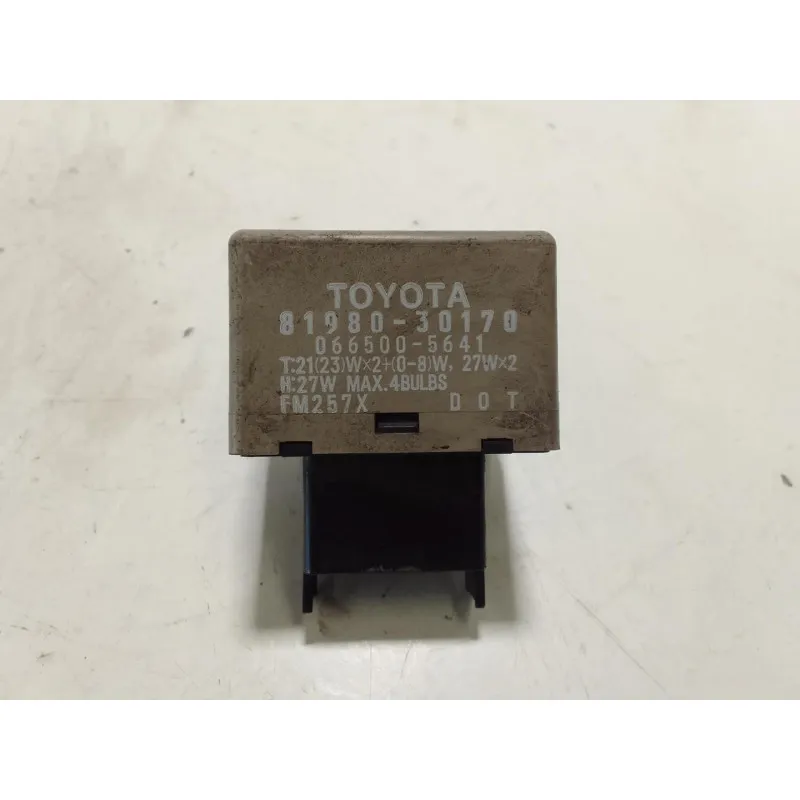 TOYOTA
81980-30170
066500-5641
T:21(23)W×2+(0-8)W, 27W×2
H:27W MAX.4BULBS
FM257X DOT